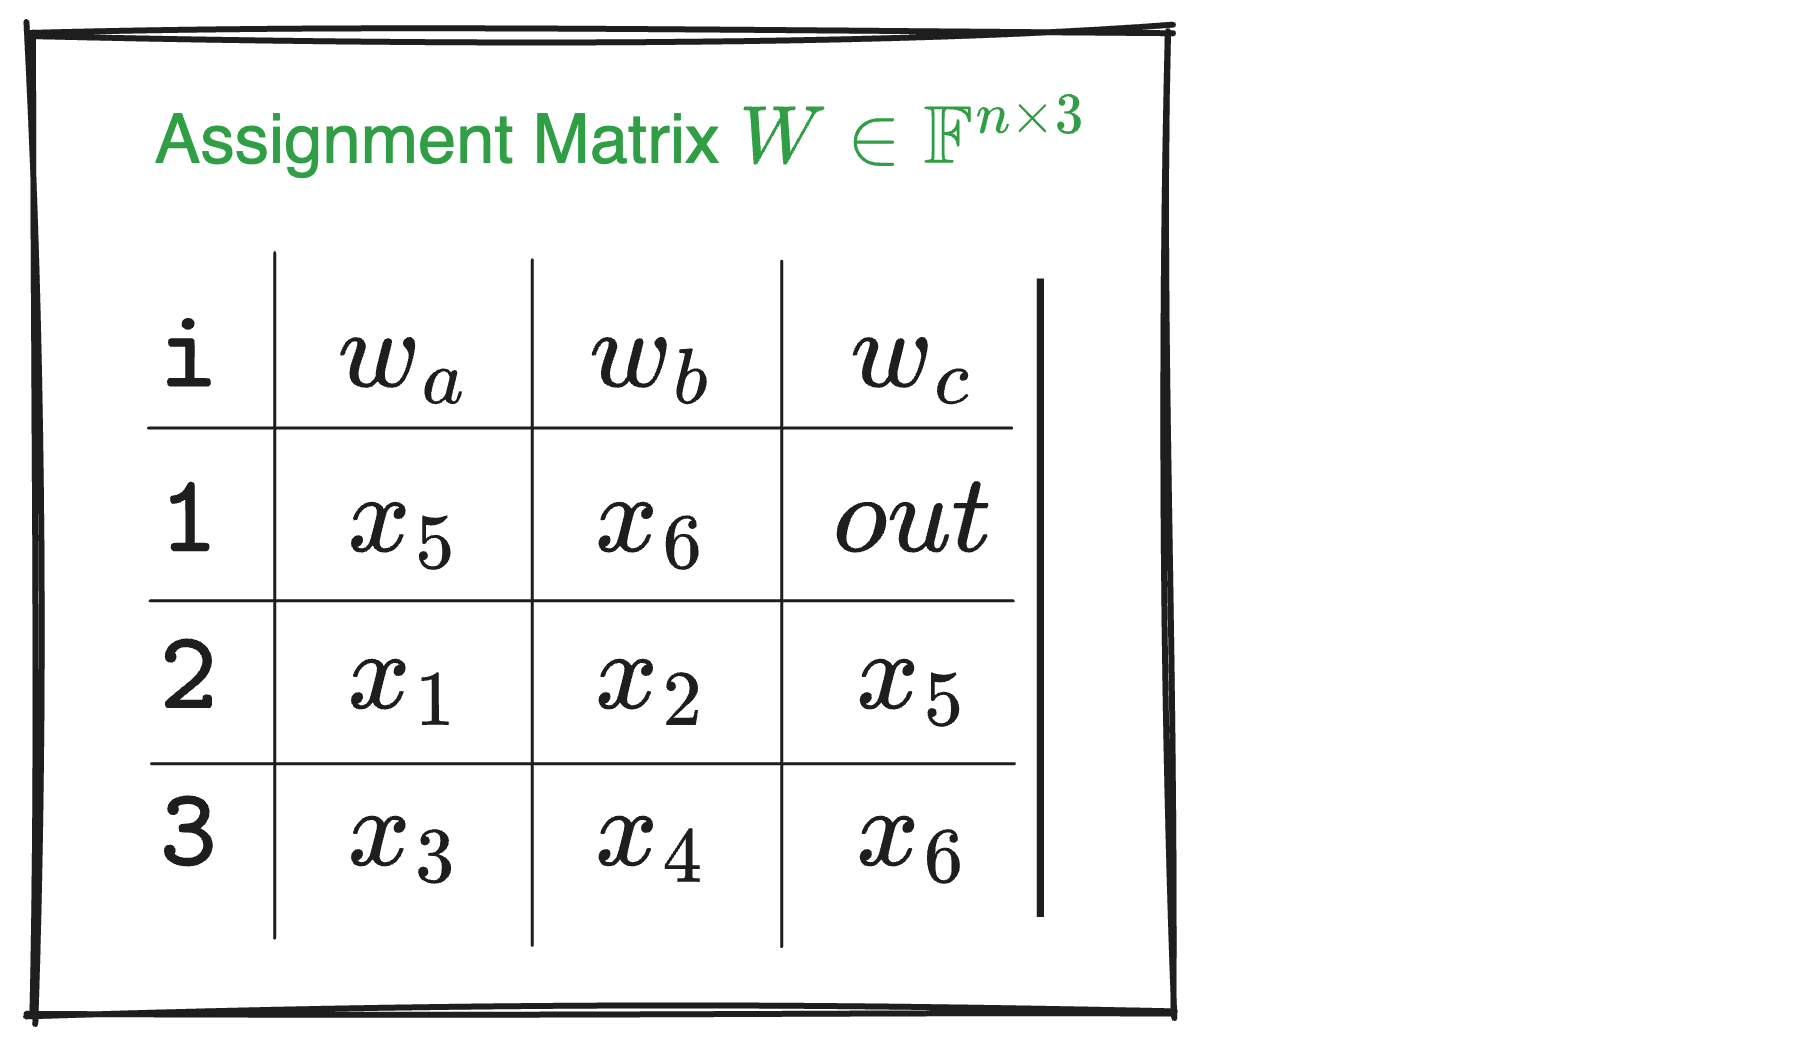 Assignment Matrix $W \in \mathbb{F}^{n \times 3}$
i $w_a$ $w_b$ $w_c$
1 $x_5$ $x_6$ $out$
2 $x_1$ $x_2$ $x_5$
3 $x_3$ $x_4$ $x_6$